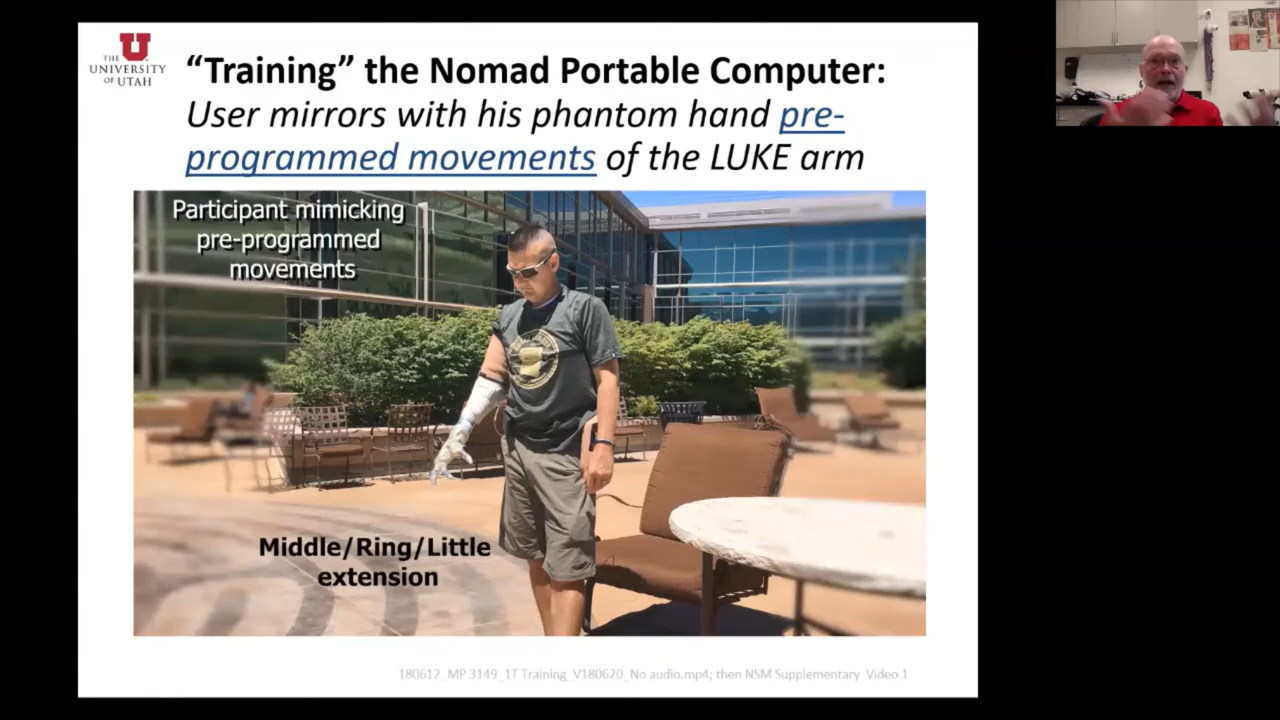 THE
UNIVERSITY
OF UTAH
“Training” the Nomad Portable Computer:
User mirrors with his phantom hand pre-
programmed movements of the LUKE arm
Participant mimicking
pre-programmed
movements
Middle/Ring/Little
extension
180612_MP 3149_1T Training_V180620_No audio.mp4; then NSM Supplementary Video 1